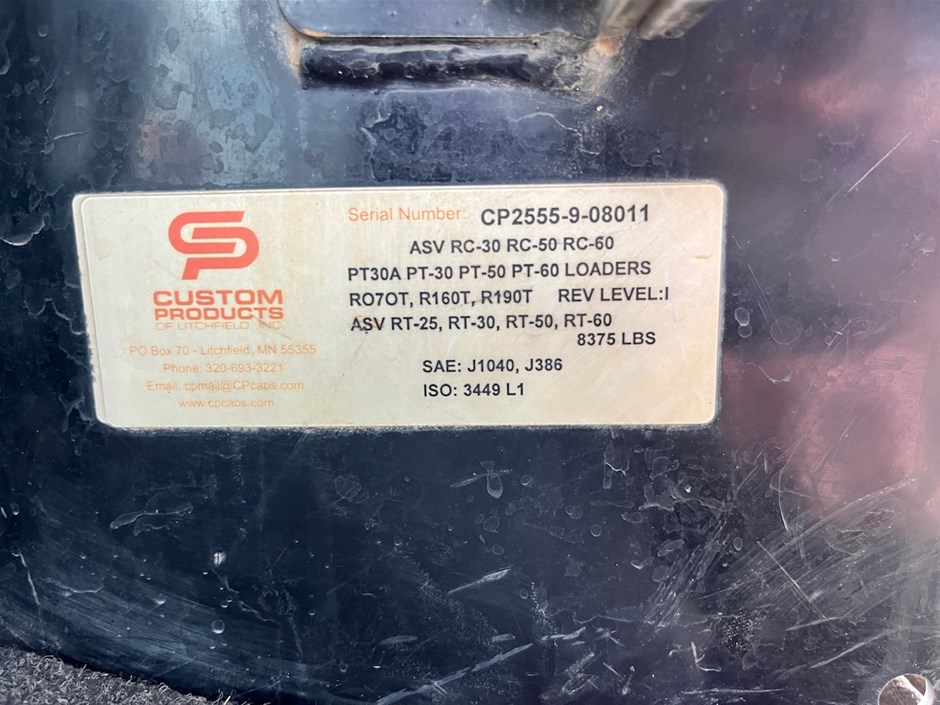 CP
CUSTOM
PRODUCTS
OF LITCHFIELD, INC.
PO Box 70 - Litchfield, MN 55355
Phone: 320-693-3221
Email: cpmail@CPcabs.com
www.cpcabs.com
Serial Number: CP2555-9-08011
ASV RC-30 RC-50 RC-60
PT30A PT-30 PT-50 PT-60 LOADERS
RO7OT, R160T, R190T REV LEVEL:I
ASV RT-25, RT-30, RT-50, RT-60
8375 LBS
SAE: J1040, J386
ISO: 3449 L1